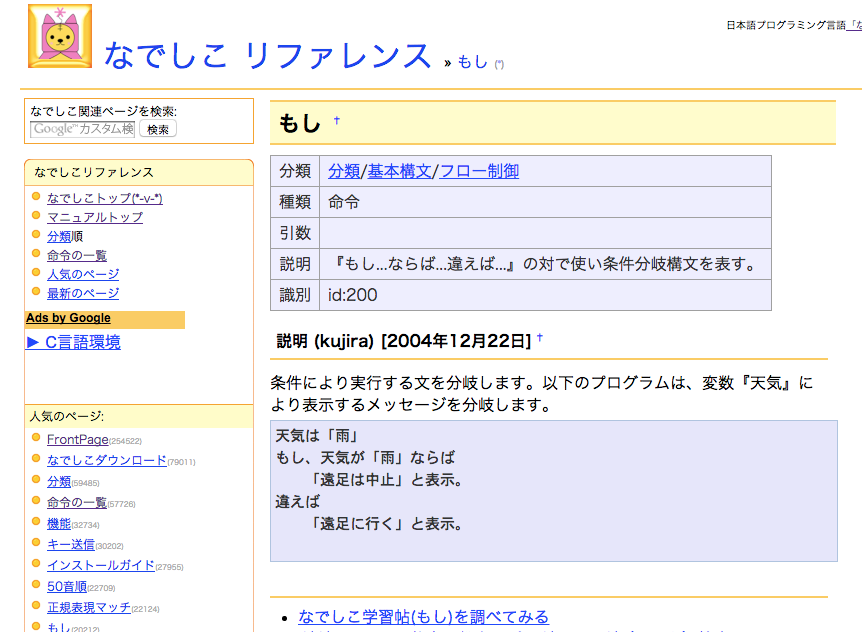 日本語プログラミング言語「な
なでしこ リファレンス » もし (*)
なでしこ関連ページを検索:
Google™ カスタム検
検索
なでしこリファレンス
なでしこトップ(*-v-*)
マニュアルトップ
分類順
命令の一覧
人気のページ
最新のページ
Ads by Google
▶ C言語環境
人気のページ:
FrontPage(254522)
なでしこダウンロード(79011)
分類(59485)
命令の一覧(57726)
機能(32734)
キー送信(30202)
インストールガイド(27955)
50音順(22709)
正規表現マッチ(22124)
もし(20212)
もし †
分類 分類/基本構文/フロー制御
種類 命令
引数
説明 『もし...ならば...違えば...』の対で使い条件分岐構文を表す。
識別 id:200
説明 (kujira) [2004年12月22日] †
条件により実行する文を分岐します。以下のプログラムは、変数『天気』に
より表示するメッセージを分岐します。
天気は「雨」
もし、天気が「雨」ならば
「遠足は中止」と表示。
違えば
「遠足に行く」と表示。
なでしこ学習帖(もし)を調べてみる